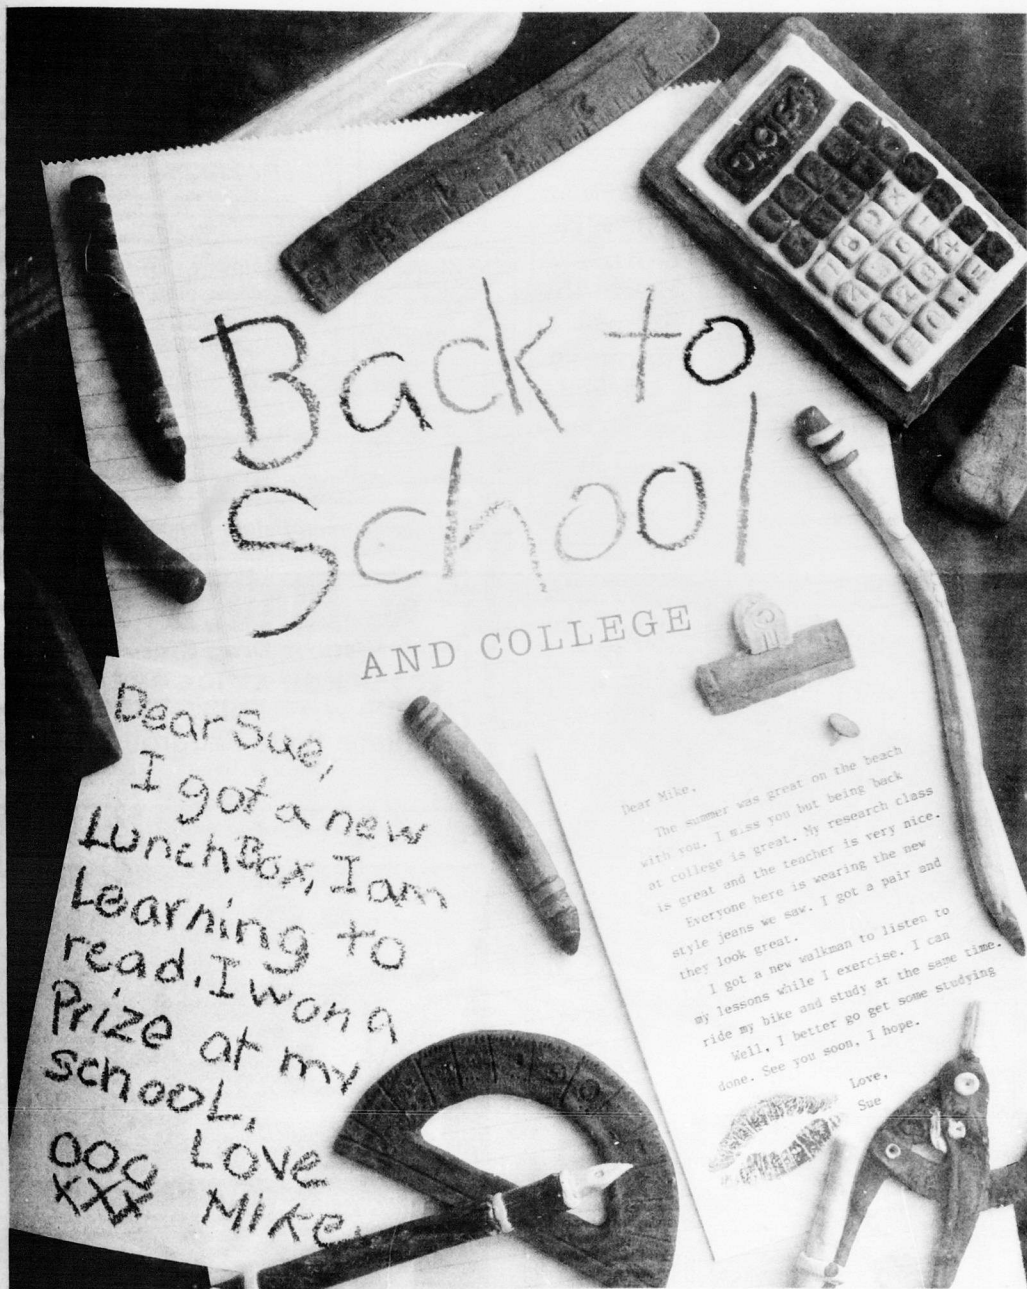 Back to
School
AND COLLEGE
Dear Sue,
I got a new
LunchBox, I am
Learning to
read. I won a
Prize at my
school,
Love
Mike.
OOO
XXX
Dear Mike,
The summer was great on the beach
with you. I miss you but being back
at college is great. My research class
is great and the teacher is very nice.
Everyone here is wearing the new
style jeans we saw. I got a pair and
they look great.
I got a new walkman to listen to
my lessons while I exercise. I can
ride my bike and study at the same time.
Well, I better go get some studying
done. See you soon, I hope.
Love,
Sue